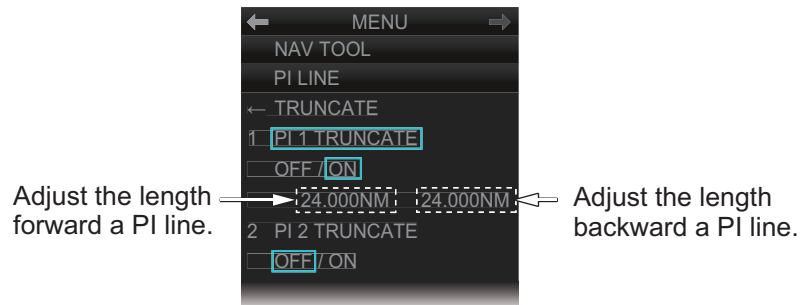 ← MENU →
NAV TOOL
PI LINE
← TRUNCATE
1 PI 1 TRUNCATE
OFF / ON
Adjust the length
forward a PI line.
24.000NM 24.000NM
Adjust the length
backward a PI line.
2 PI 2 TRUNCATE
OFF / ON